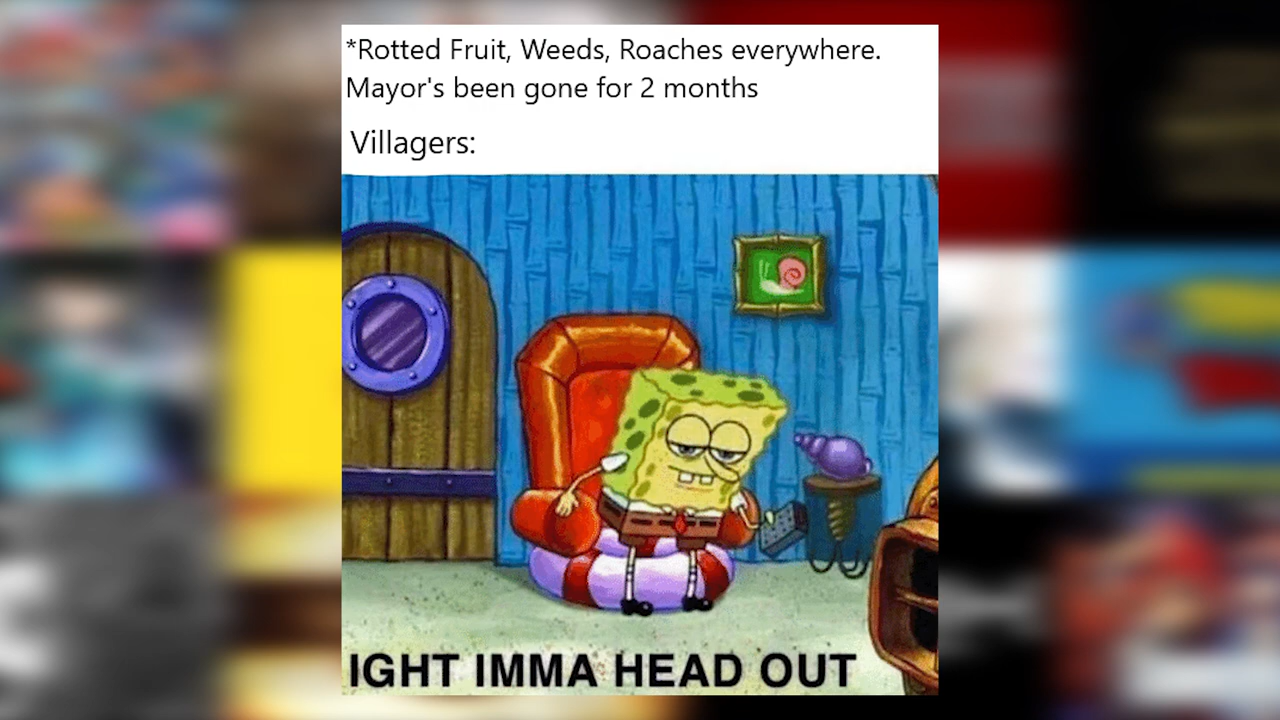 *Rotted Fruit, Weeds, Roaches everywhere.
Mayor's been gone for 2 months
Villagers:
IGHT IMMA HEAD OUT